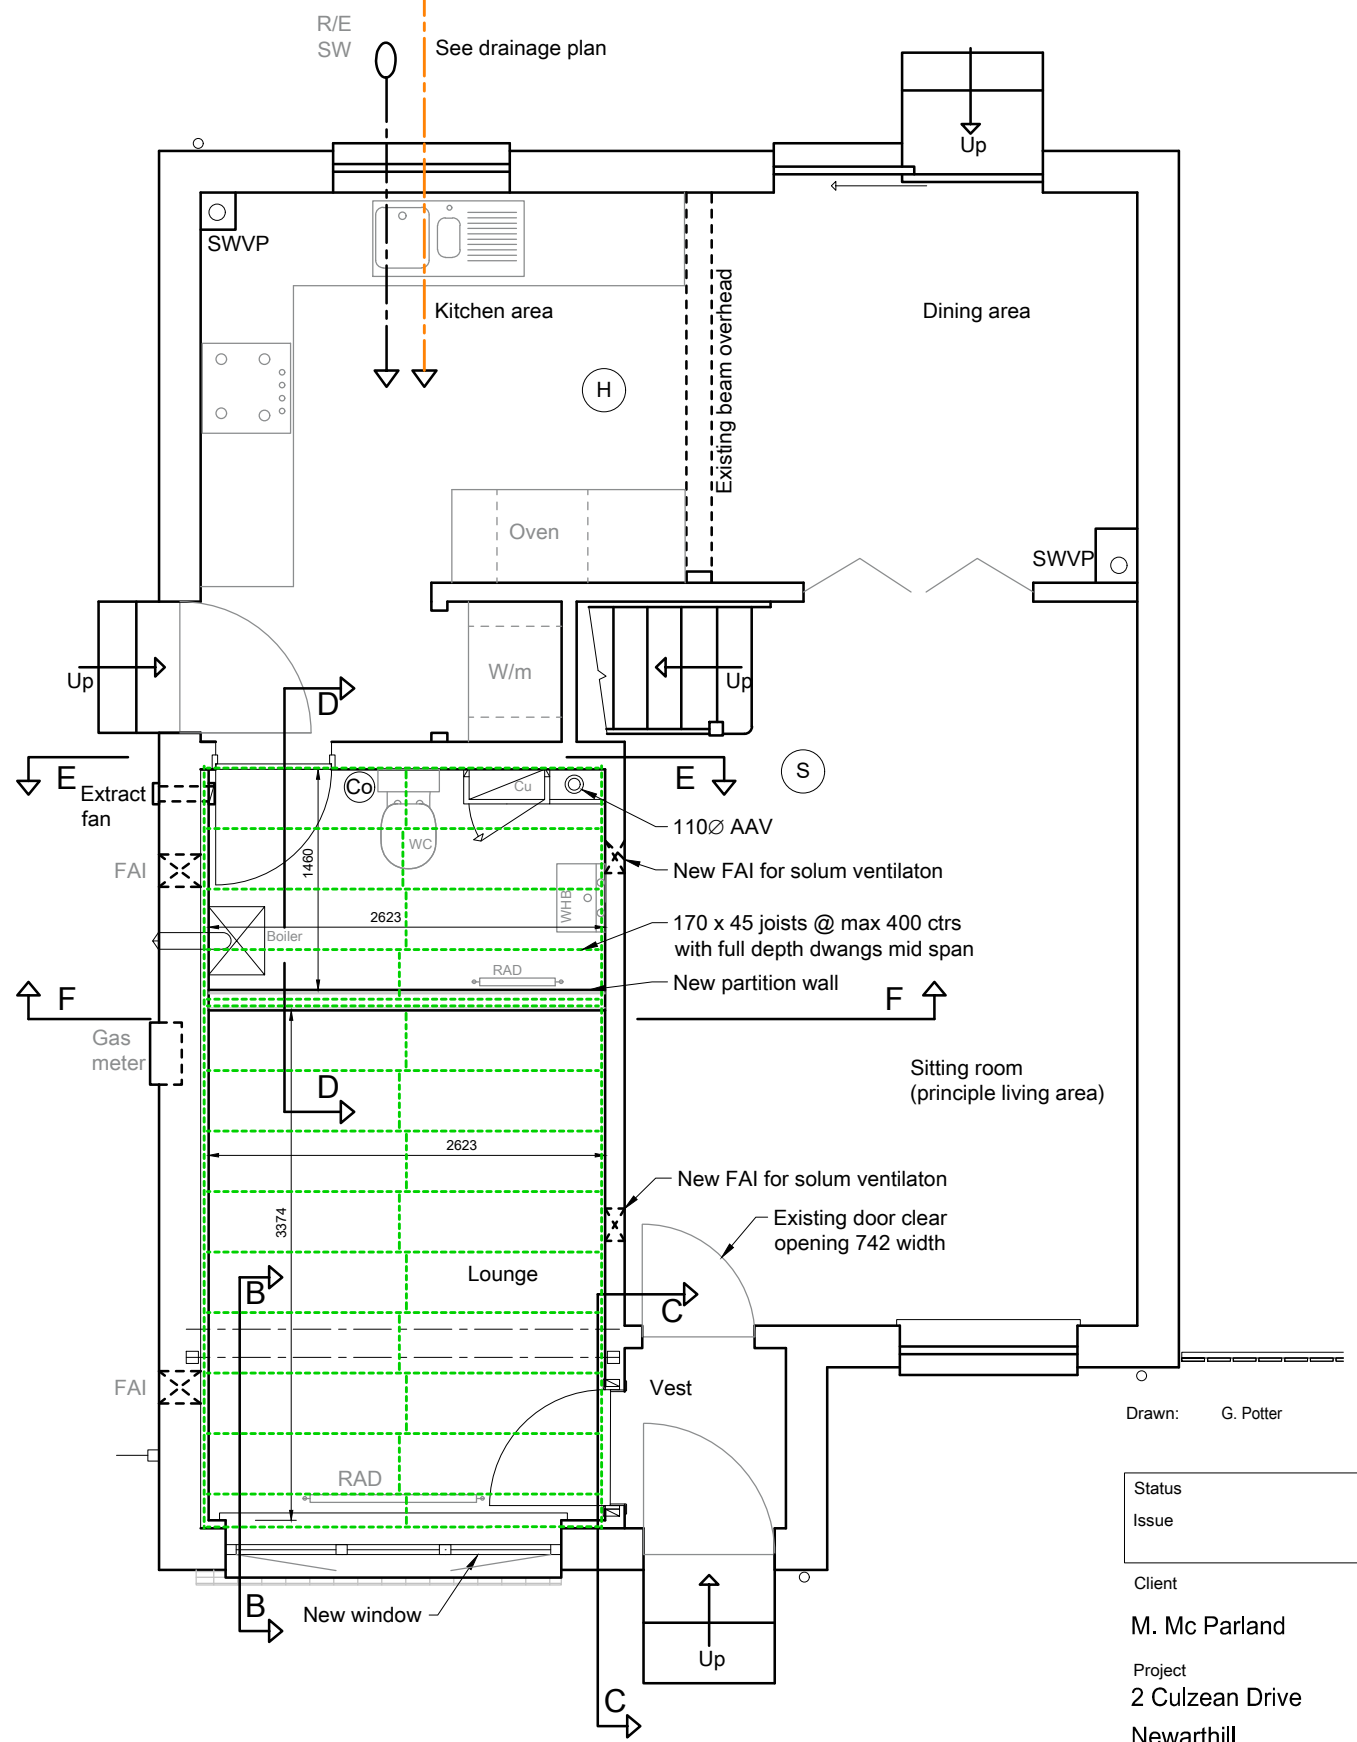 R/E
SW
See drainage plan
Up
SWVP
Kitchen area
Dining area
Existing beam overhead
H
Oven
SWVP
W/m
Up
Up
D
S
E
E
Extract
fan
Co
Cu
WC
110∅ AAV
FAI
1460
New FAI for solum ventilaton
WHB
2623
170 x 45 joists @ max 400 ctrs
with full depth dwangs mid span
Boiler
RAD
New partition wall
F
F
Gas
meter
Sitting room
(principle living area)
D
2623
New FAI for solum ventilaton
3374
Existing door clear
opening 742 width
Lounge
B
C
FAI
Vest
Drawn: G. Potter
RAD
Status
Issue
Client
B
New window
M. Mc Parland
Up
Project
2 Culzean Drive
C
Newarthill